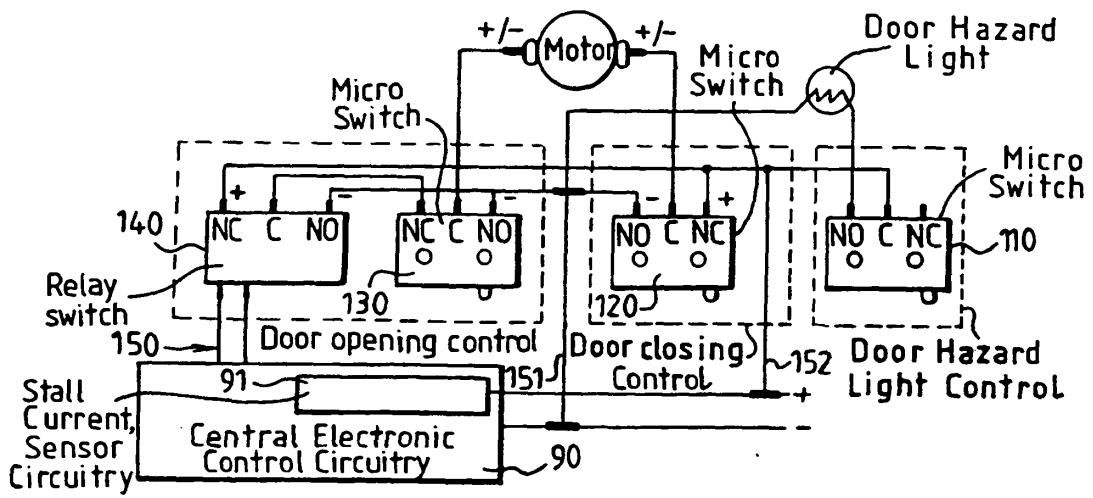 +/-
Motor
+/-
Door Hazard
Light
Micro
Switch
Micro
Switch
Micro
Switch
+
-
-
-
+
NC C NO
NC C NO
NO C NC
NO C NC
140
110
Relay
switch
130
120
150
Door opening control
151
Door closing
Control
152
Door Hazard
Light Control
91
Stall
Current,
Sensor
Circuitry
+
-
Central Electronic
Control Circuitry
90